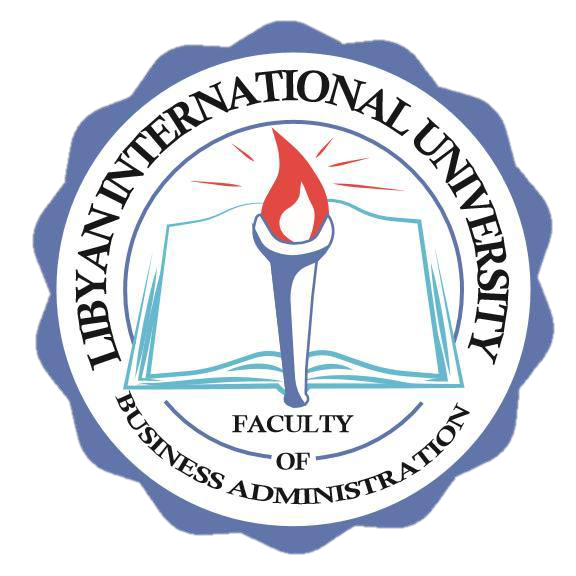 LIBYAN INTERNATIONAL UNIVERSITY
FACULTY
OF
BUSINESS ADMINISTRATION